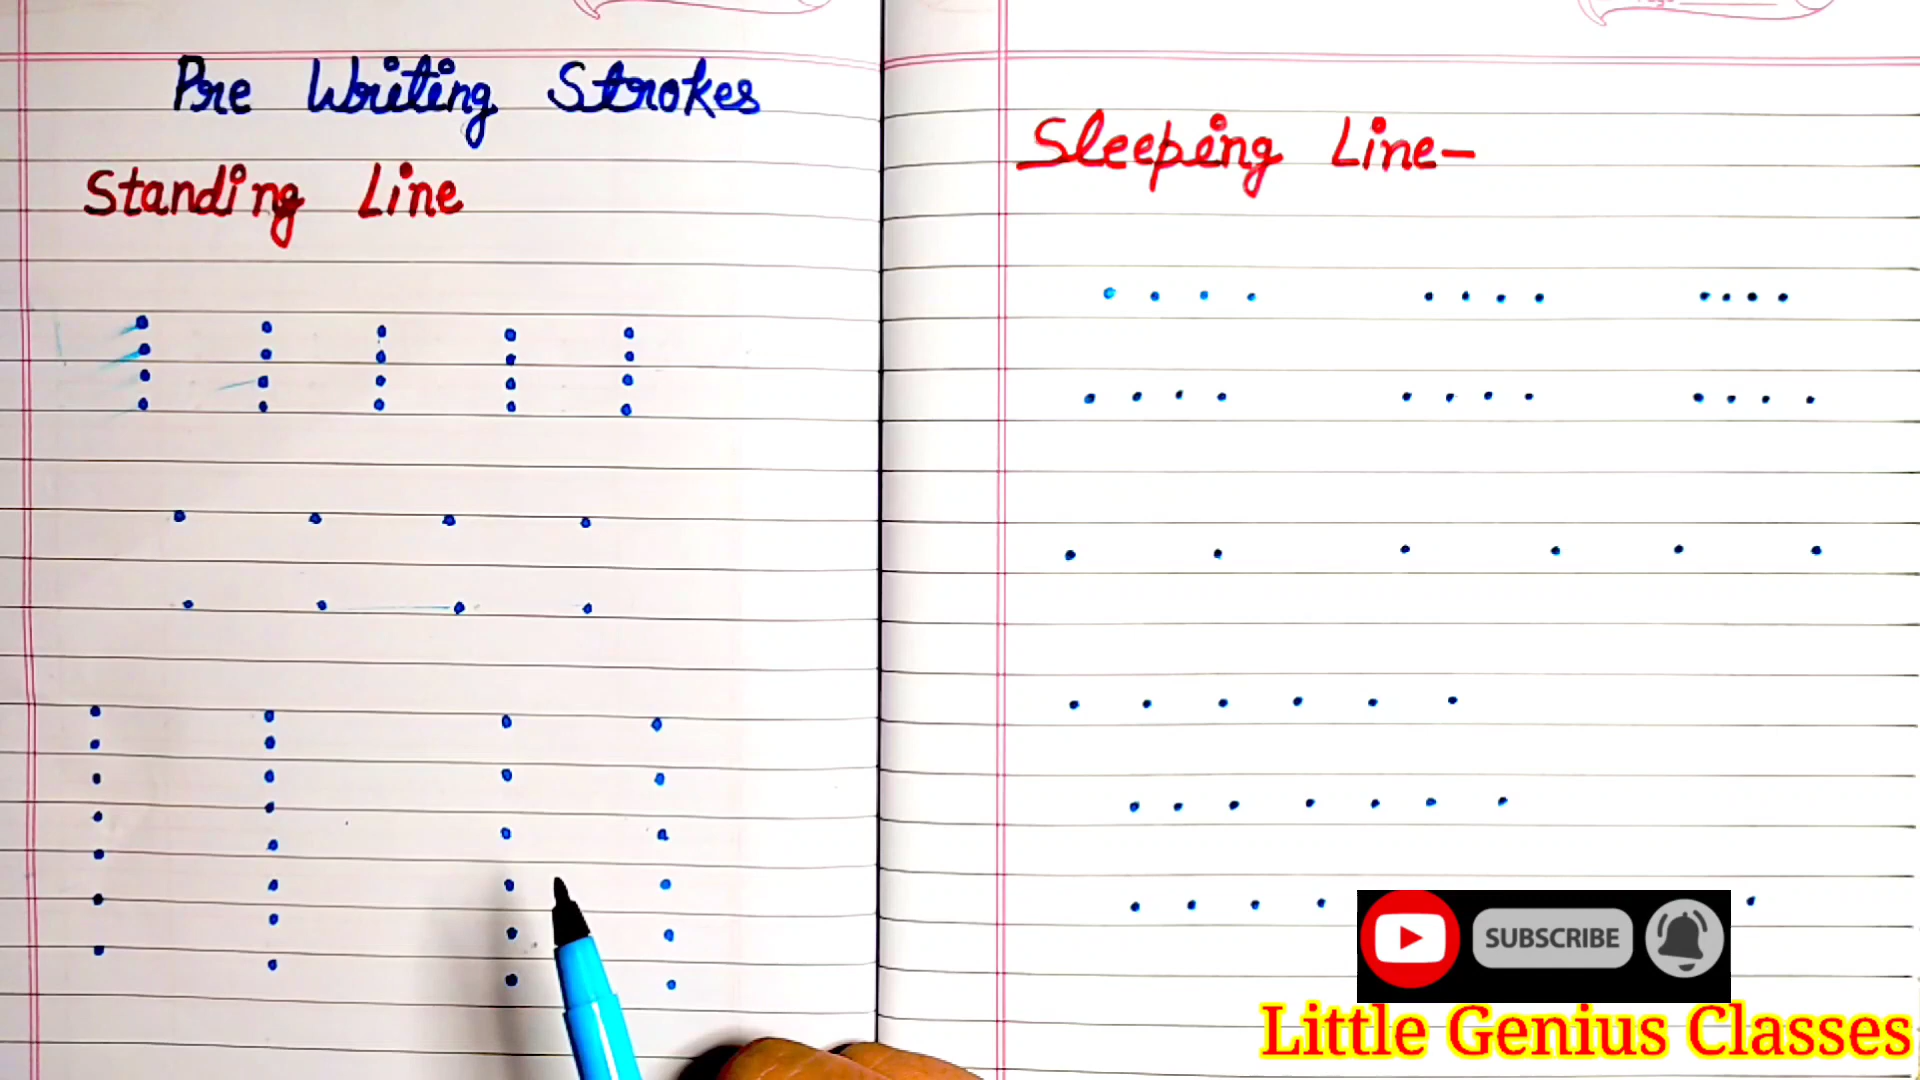 Pre Writing Strokes
Standing Line
Sleeping Line-
SUBSCRIBE
Little Genius Classes